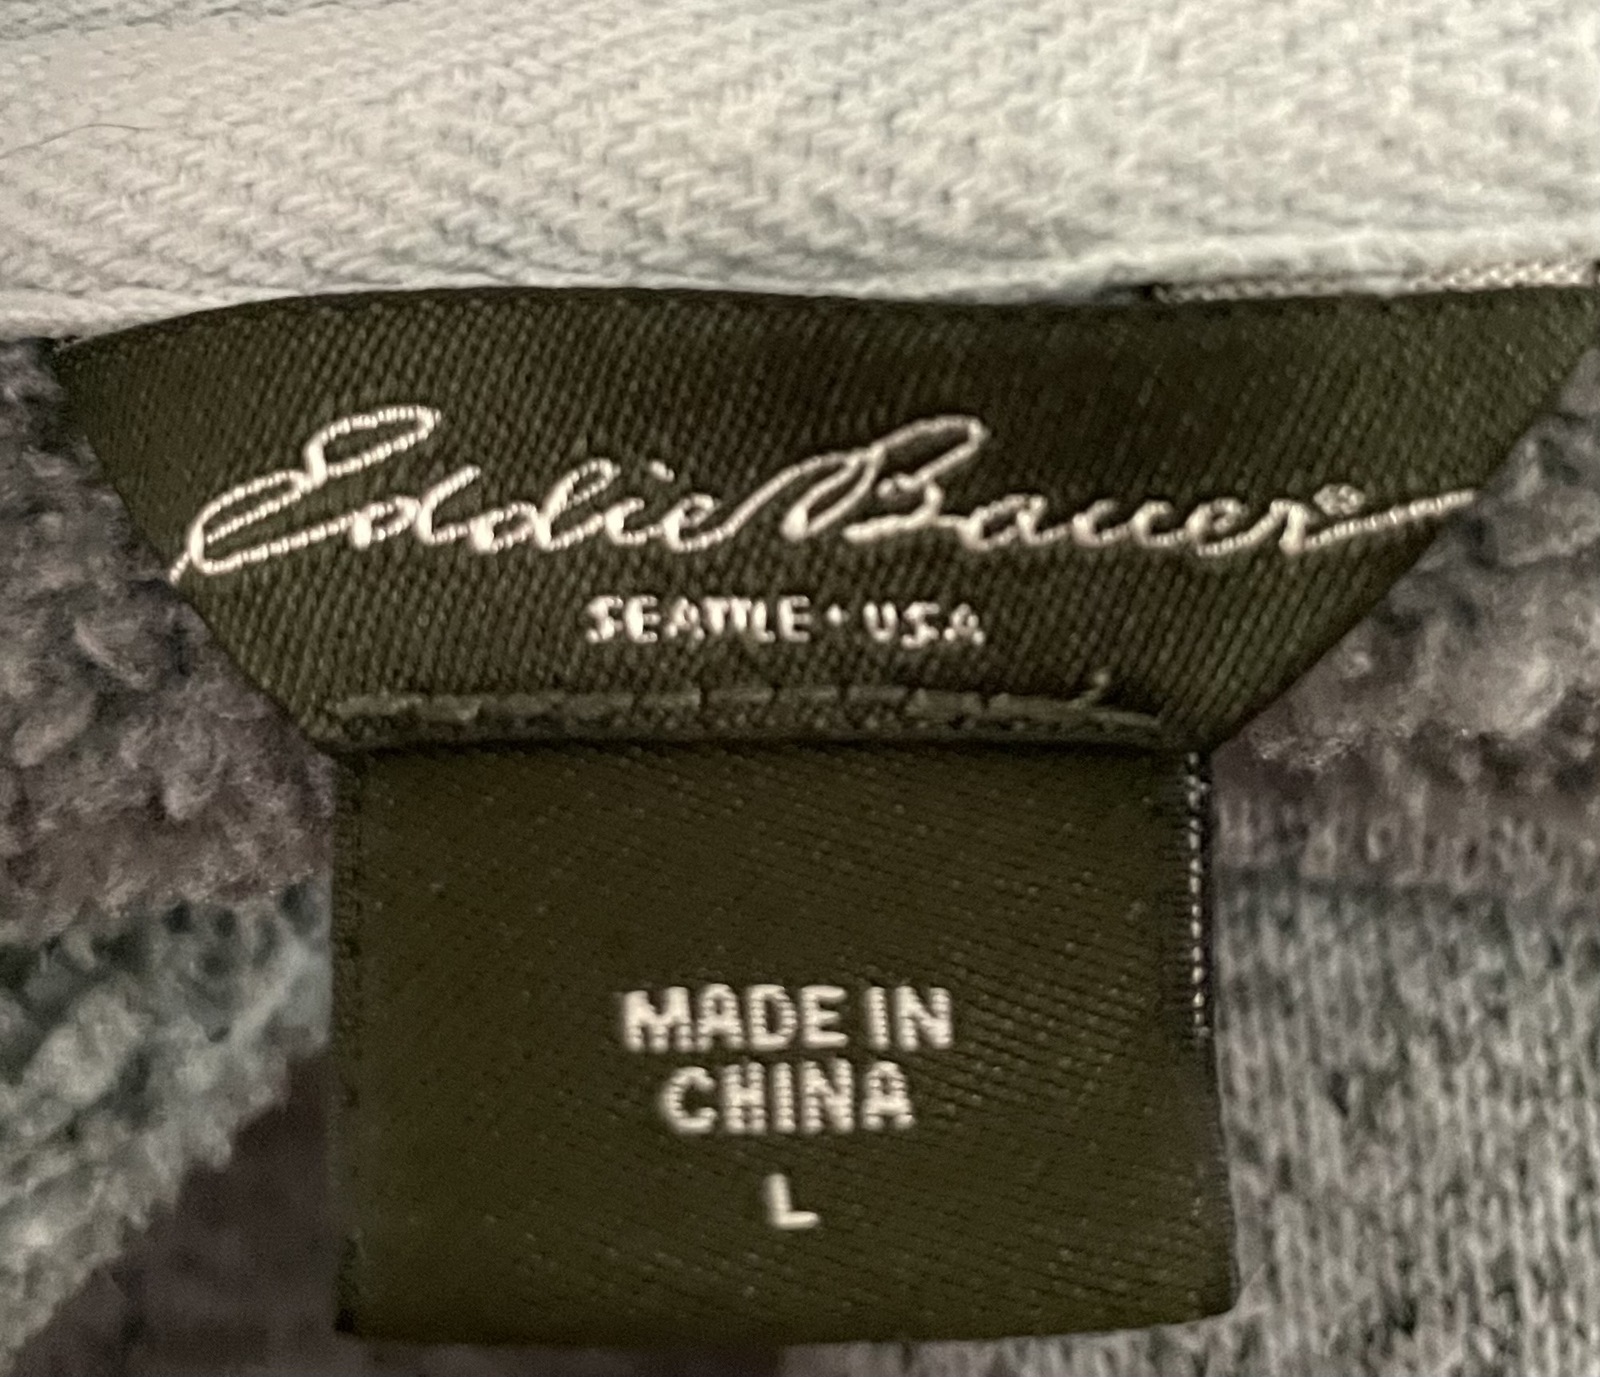 Eddie Bauer®
SEATTLE • USA
MADE IN
CHINA
L